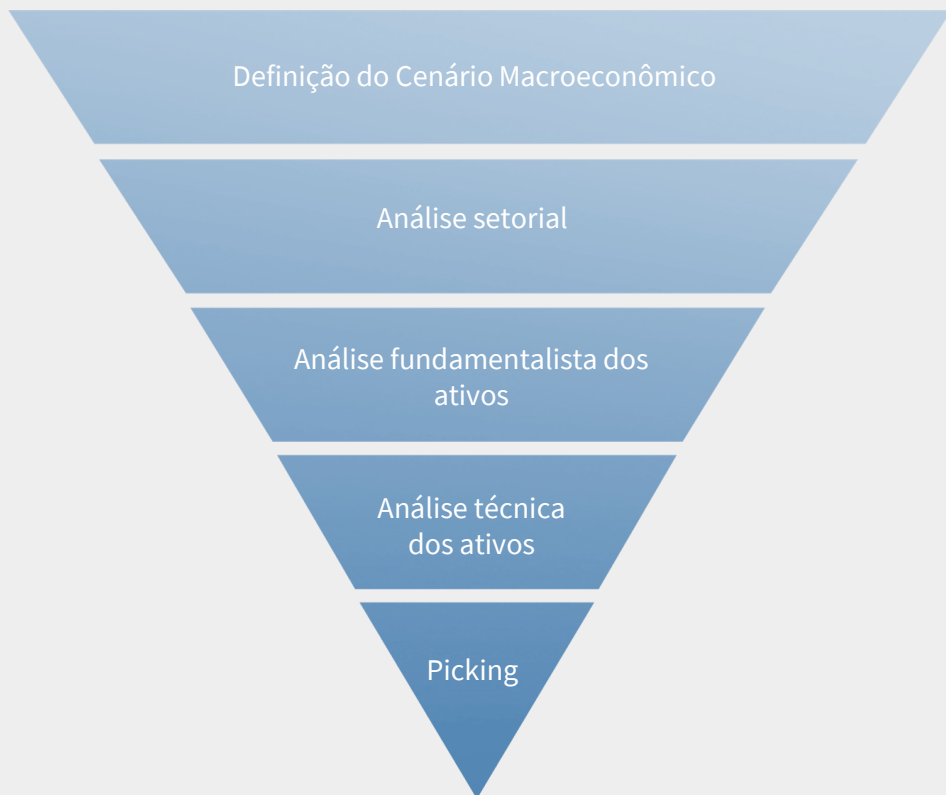 Definição do Cenário Macroeconômico
Análise setorial
Análise fundamentalista dos
ativos
Análise técnica
dos ativos
Picking